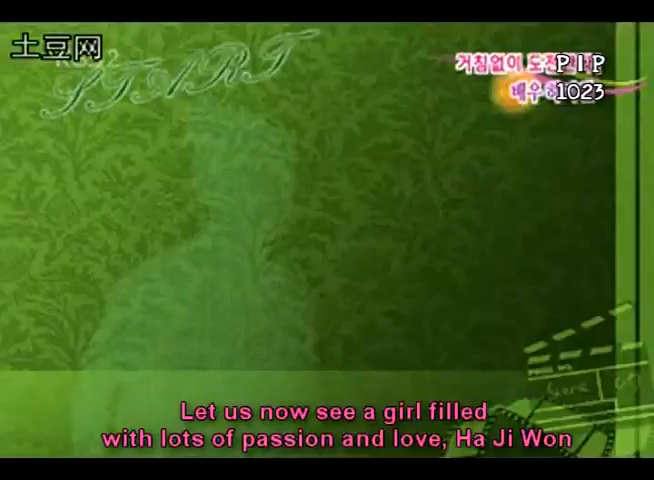 土豆网
START
거침없이 도전
PIP
배우
1023
Let us now see a girl filled
with lots of passion and love, Ha Ji Won